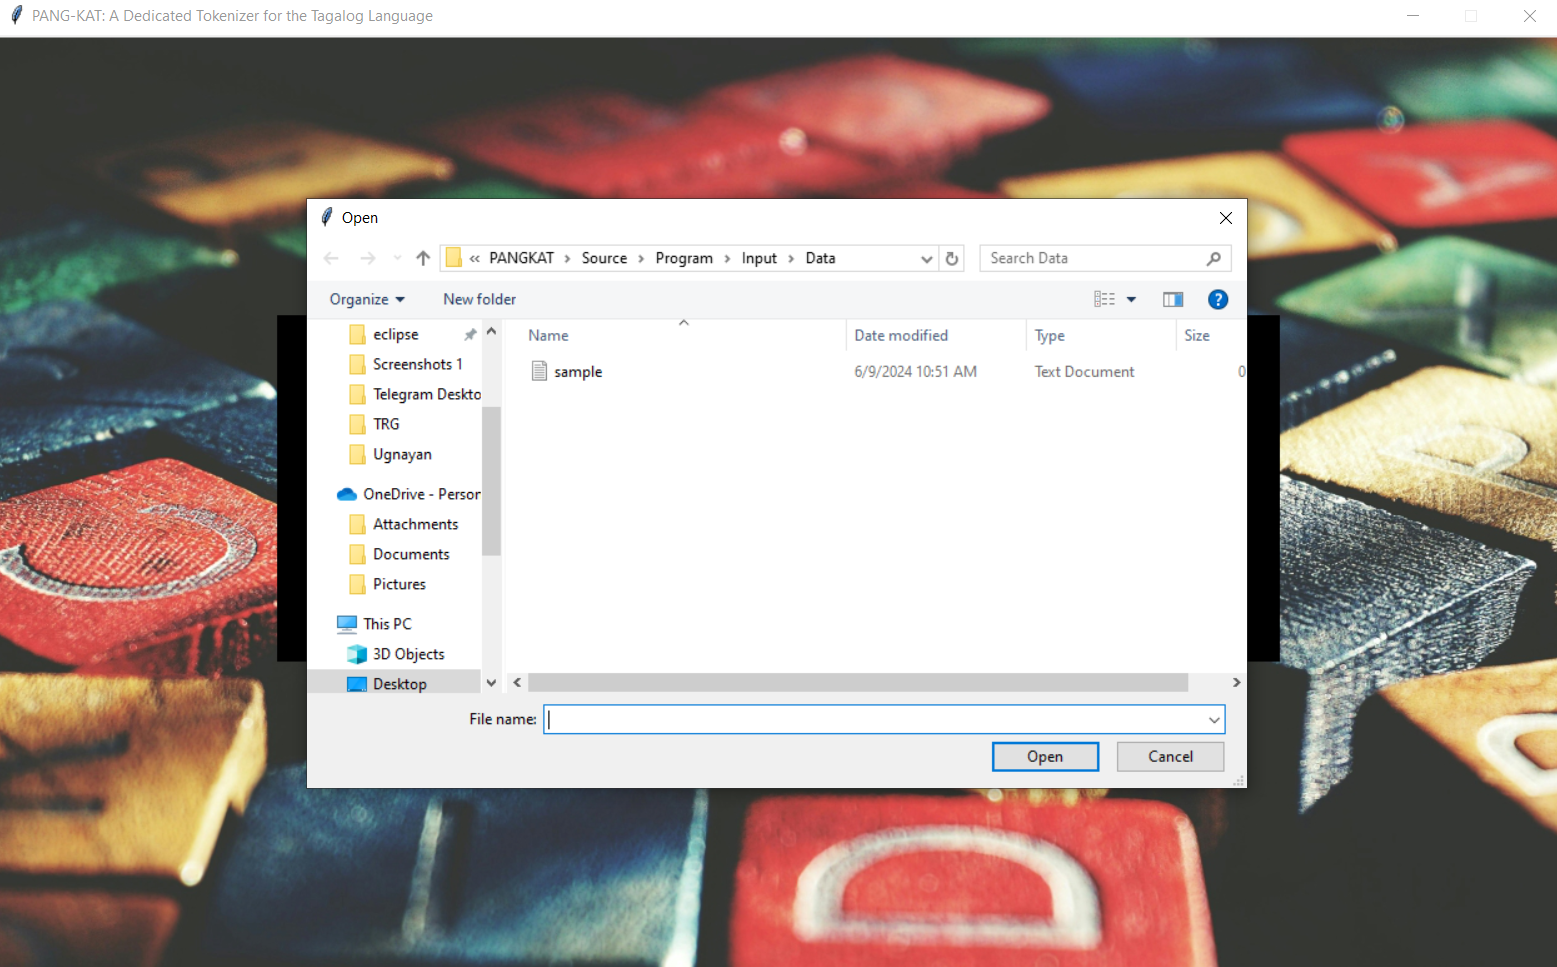 PANG-KAT: A Dedicated Tokenizer for the Tagalog Language
Open
« PANGKAT > Source > Program > Input > Data
Search Data
Organize
New folder
eclipse
Screenshots 1
Telegram Deskto
TRG
Ugnayan
OneDrive - Person
Attachments
Documents
Pictures
This PC
3D Objects
Desktop
Name
Date modified
Type
Size
sample
6/9/2024 10:51 AM
Text Document
0
File name:
Open
Cancel
D